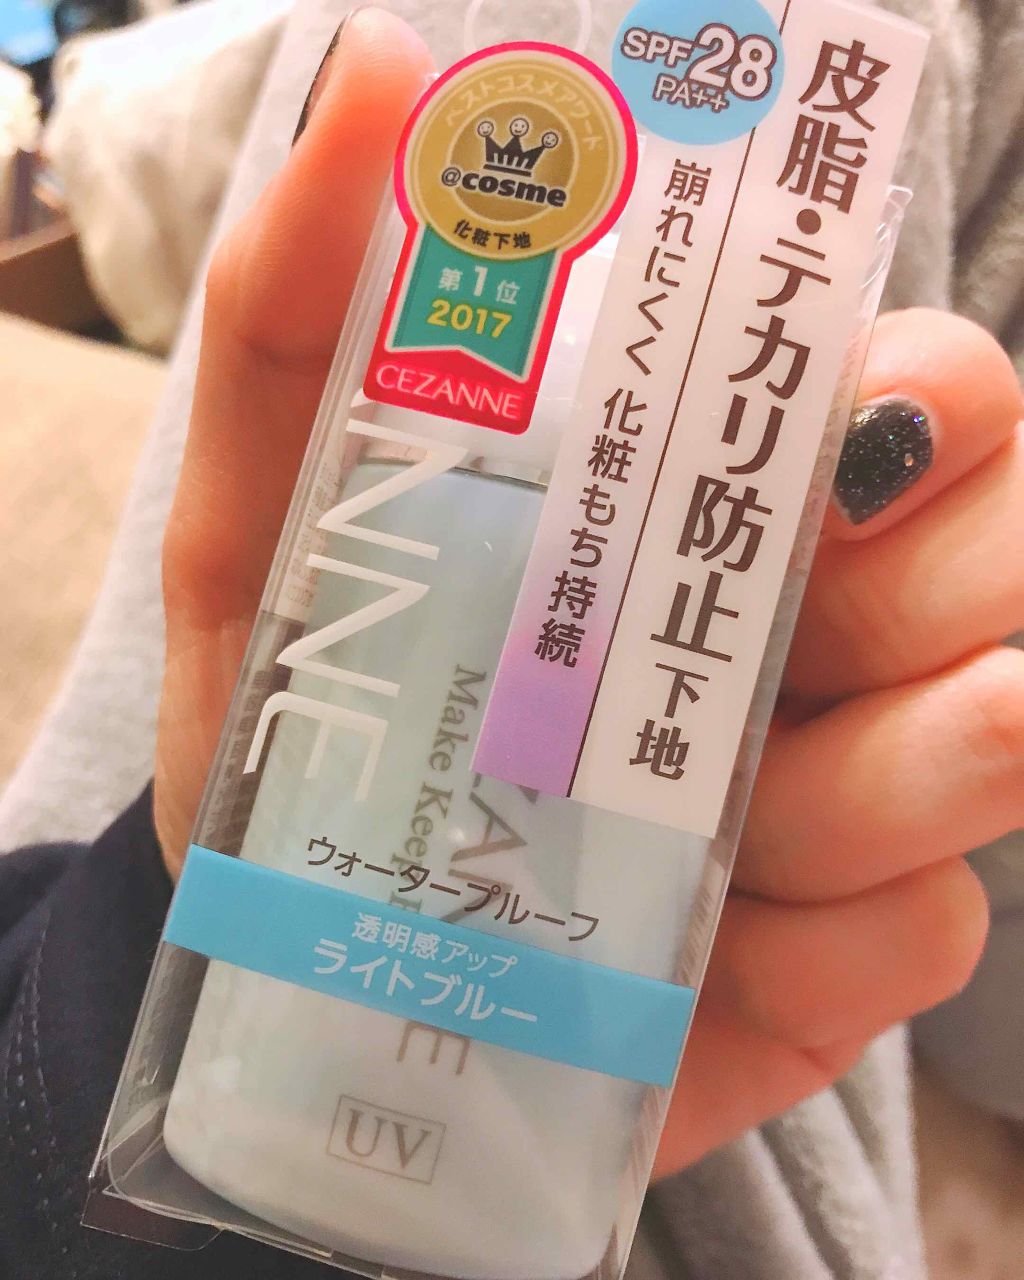 SPF28
PA++
皮脂・テカリ防止下地
崩れにくく 化粧もち持続
ベストコスメアワード
@cosme
化粧下地
第1位
2017
CEZANNE
NNE
Make Keep
ウォータープルーフ
透明感アップ
ライトブルー
UV